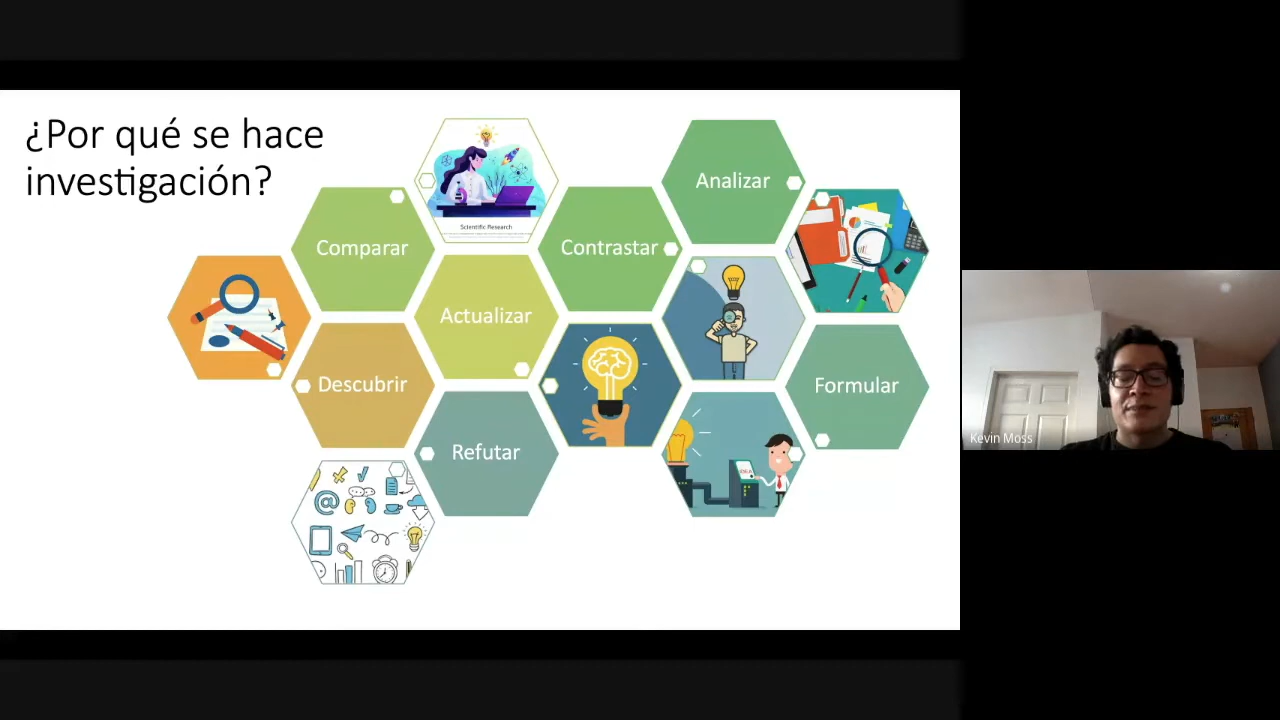 ¿Por qué se hace
investigación?
Scientific Research
Analizar
Comparar
Contrastar
Actualizar
Descubrir
Formular
Refutar
Kevin Moss